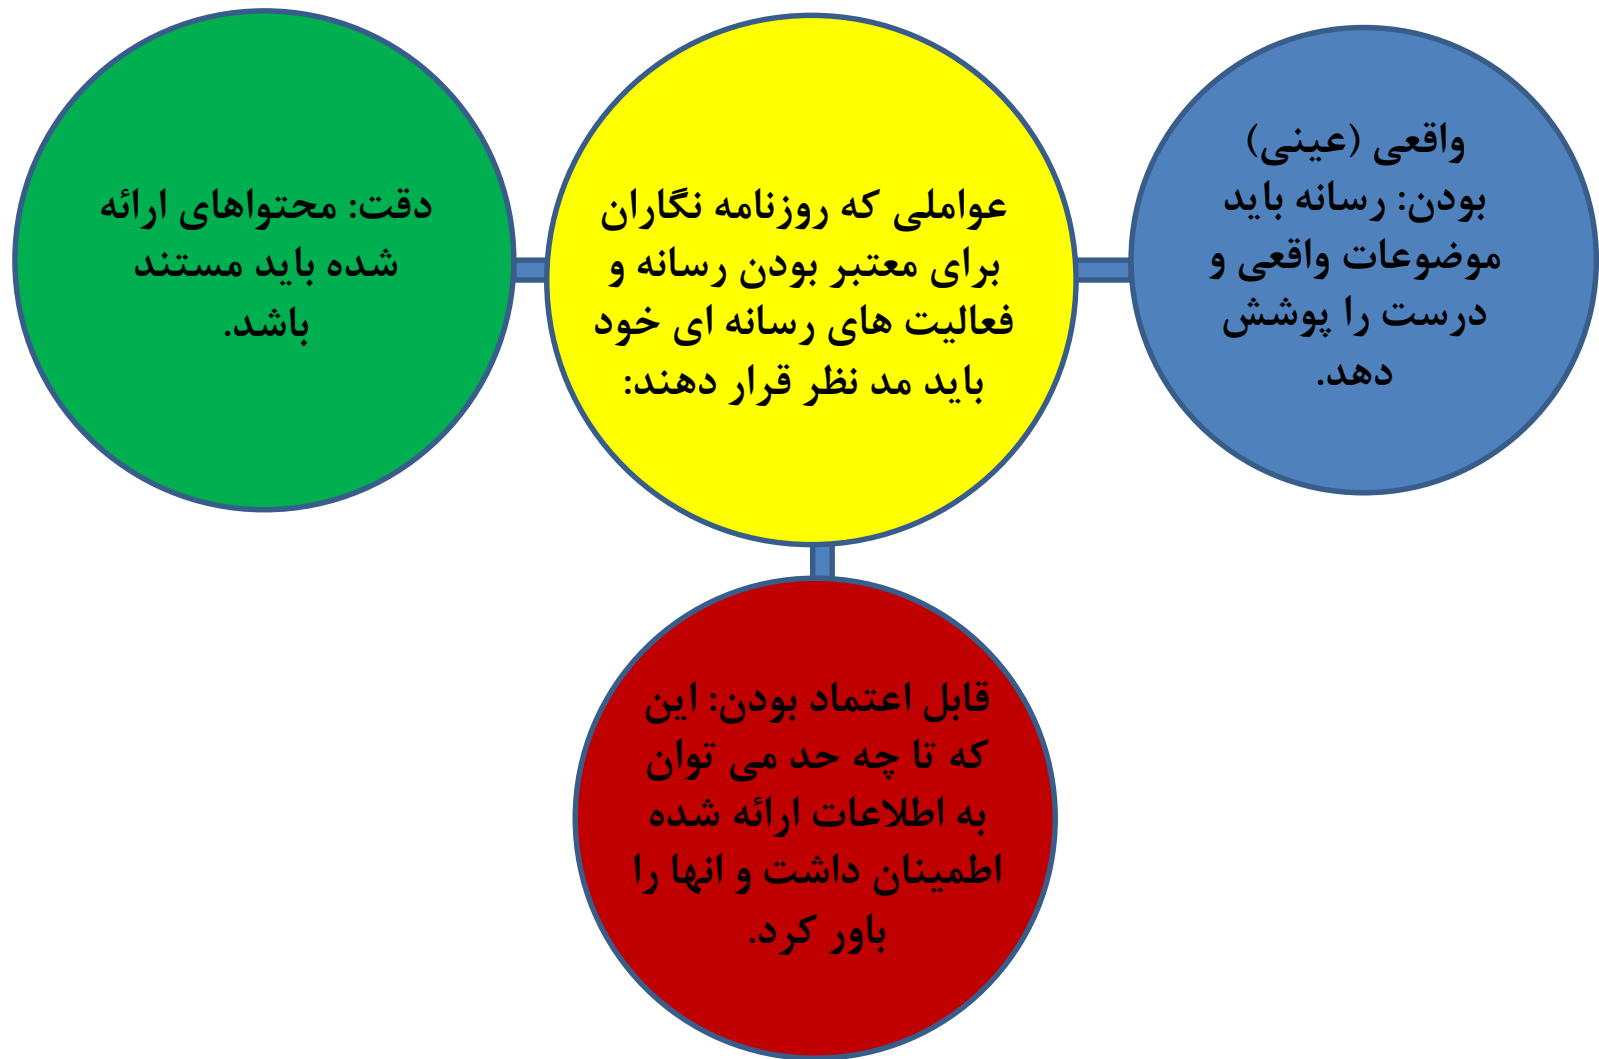 واقعی (عینی)
بودن: رسانه باید
موضوعات واقعی و
درست را پوشش
دهد.
عواملی که روزنامه نگاران
برای معتبر بودن رسانه و
فعالیت های رسانه ای خود
باید مد نظر قرار دهند:
دقت: محتواهای ارائه
شده باید مستند
باشد.
قابل اعتماد بودن: این
که تا چه حد می توان
به اطلاعات ارائه شده
اطمینان داشت و انها را
باور کرد.